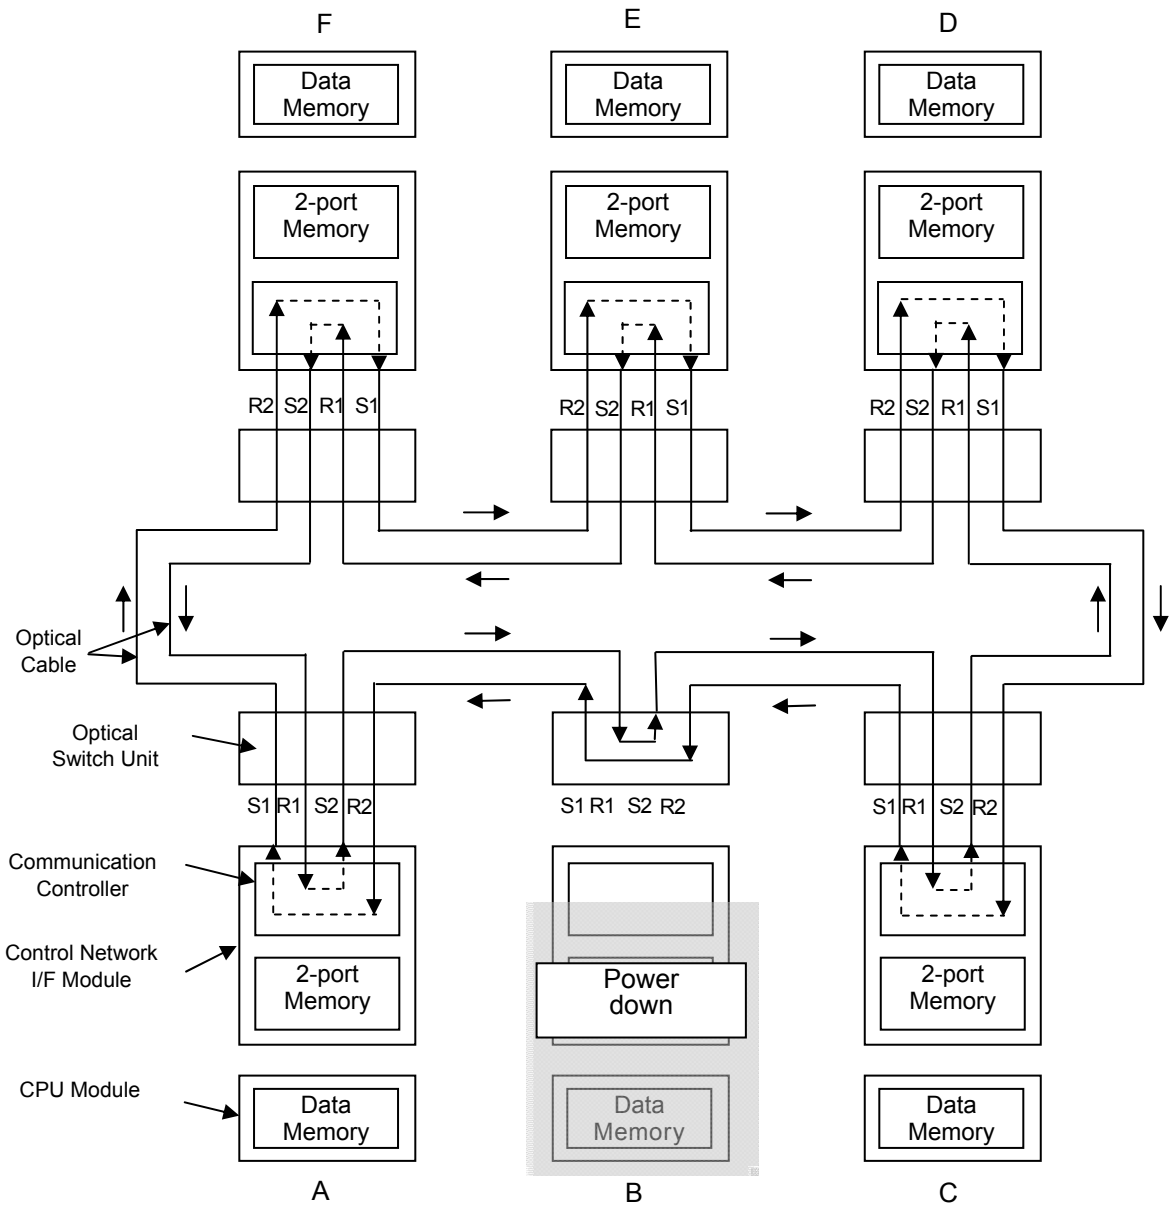 F
E
D
Data
Memory
Data
Memory
Data
Memory
2-port
Memory
2-port
Memory
2-port
Memory
R2 S2 R1 S1
R2 S2 R1 S1
R2 S2 R1 S1
Optical
Cable
Optical
Switch Unit
S1 R1 S2 R2
S1 R1 S2 R2
S1 R1 S2 R2
Communication
Controller
Control Network
I/F Module
2-port
Memory
Power
down
2-port
Memory
CPU Module
Data
Memory
Data
Memory
Data
Memory
A
B
C